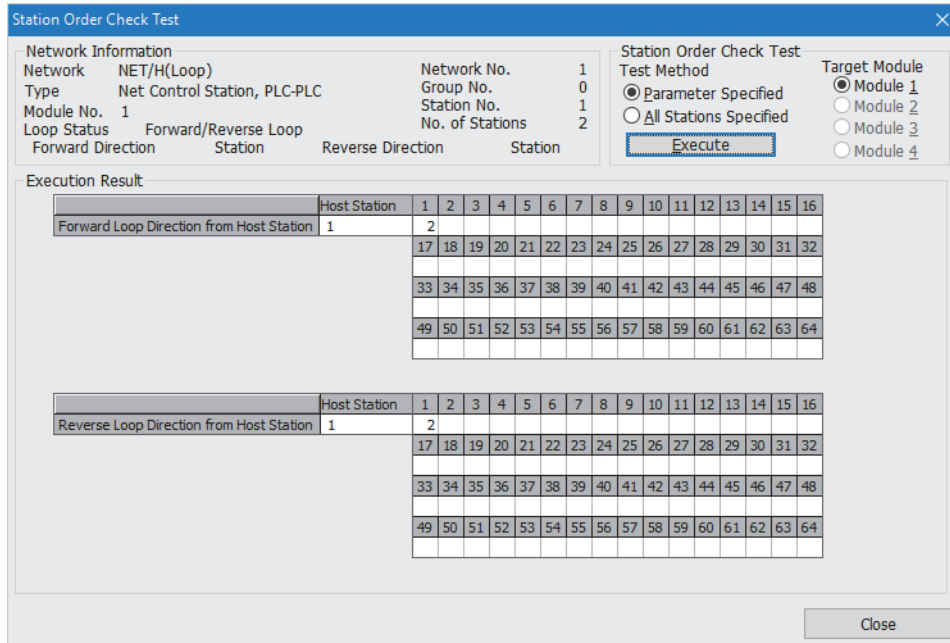 Station Order Check Test
Network Information
Network NET/H(Loop)
Type Net Control Station, PLC-PLC
Module No. 1
Loop Status Forward/Reverse Loop
Forward Direction Station Reverse Direction Station
Network No. 1
Group No. 0
Station No. 1
No. of Stations 2
Station Order Check Test
Test Method
Parameter Specified
All Stations Specified
Execute
Target Module
Module 1
Module 2
Module 3
Module 4
Execution Result
Host Station 1 2 3 4 5 6 7 8 9 10 11 12 13 14 15 16
Forward Loop Direction from Host Station 1 2
17 18 19 20 21 22 23 24 25 26 27 28 29 30 31 32
33 34 35 36 37 38 39 40 41 42 43 44 45 46 47 48
49 50 51 52 53 54 55 56 57 58 59 60 61 62 63 64
Host Station 1 2 3 4 5 6 7 8 9 10 11 12 13 14 15 16
Reverse Loop Direction from Host Station 1 2
17 18 19 20 21 22 23 24 25 26 27 28 29 30 31 32
33 34 35 36 37 38 39 40 41 42 43 44 45 46 47 48
49 50 51 52 53 54 55 56 57 58 59 60 61 62 63 64
Close